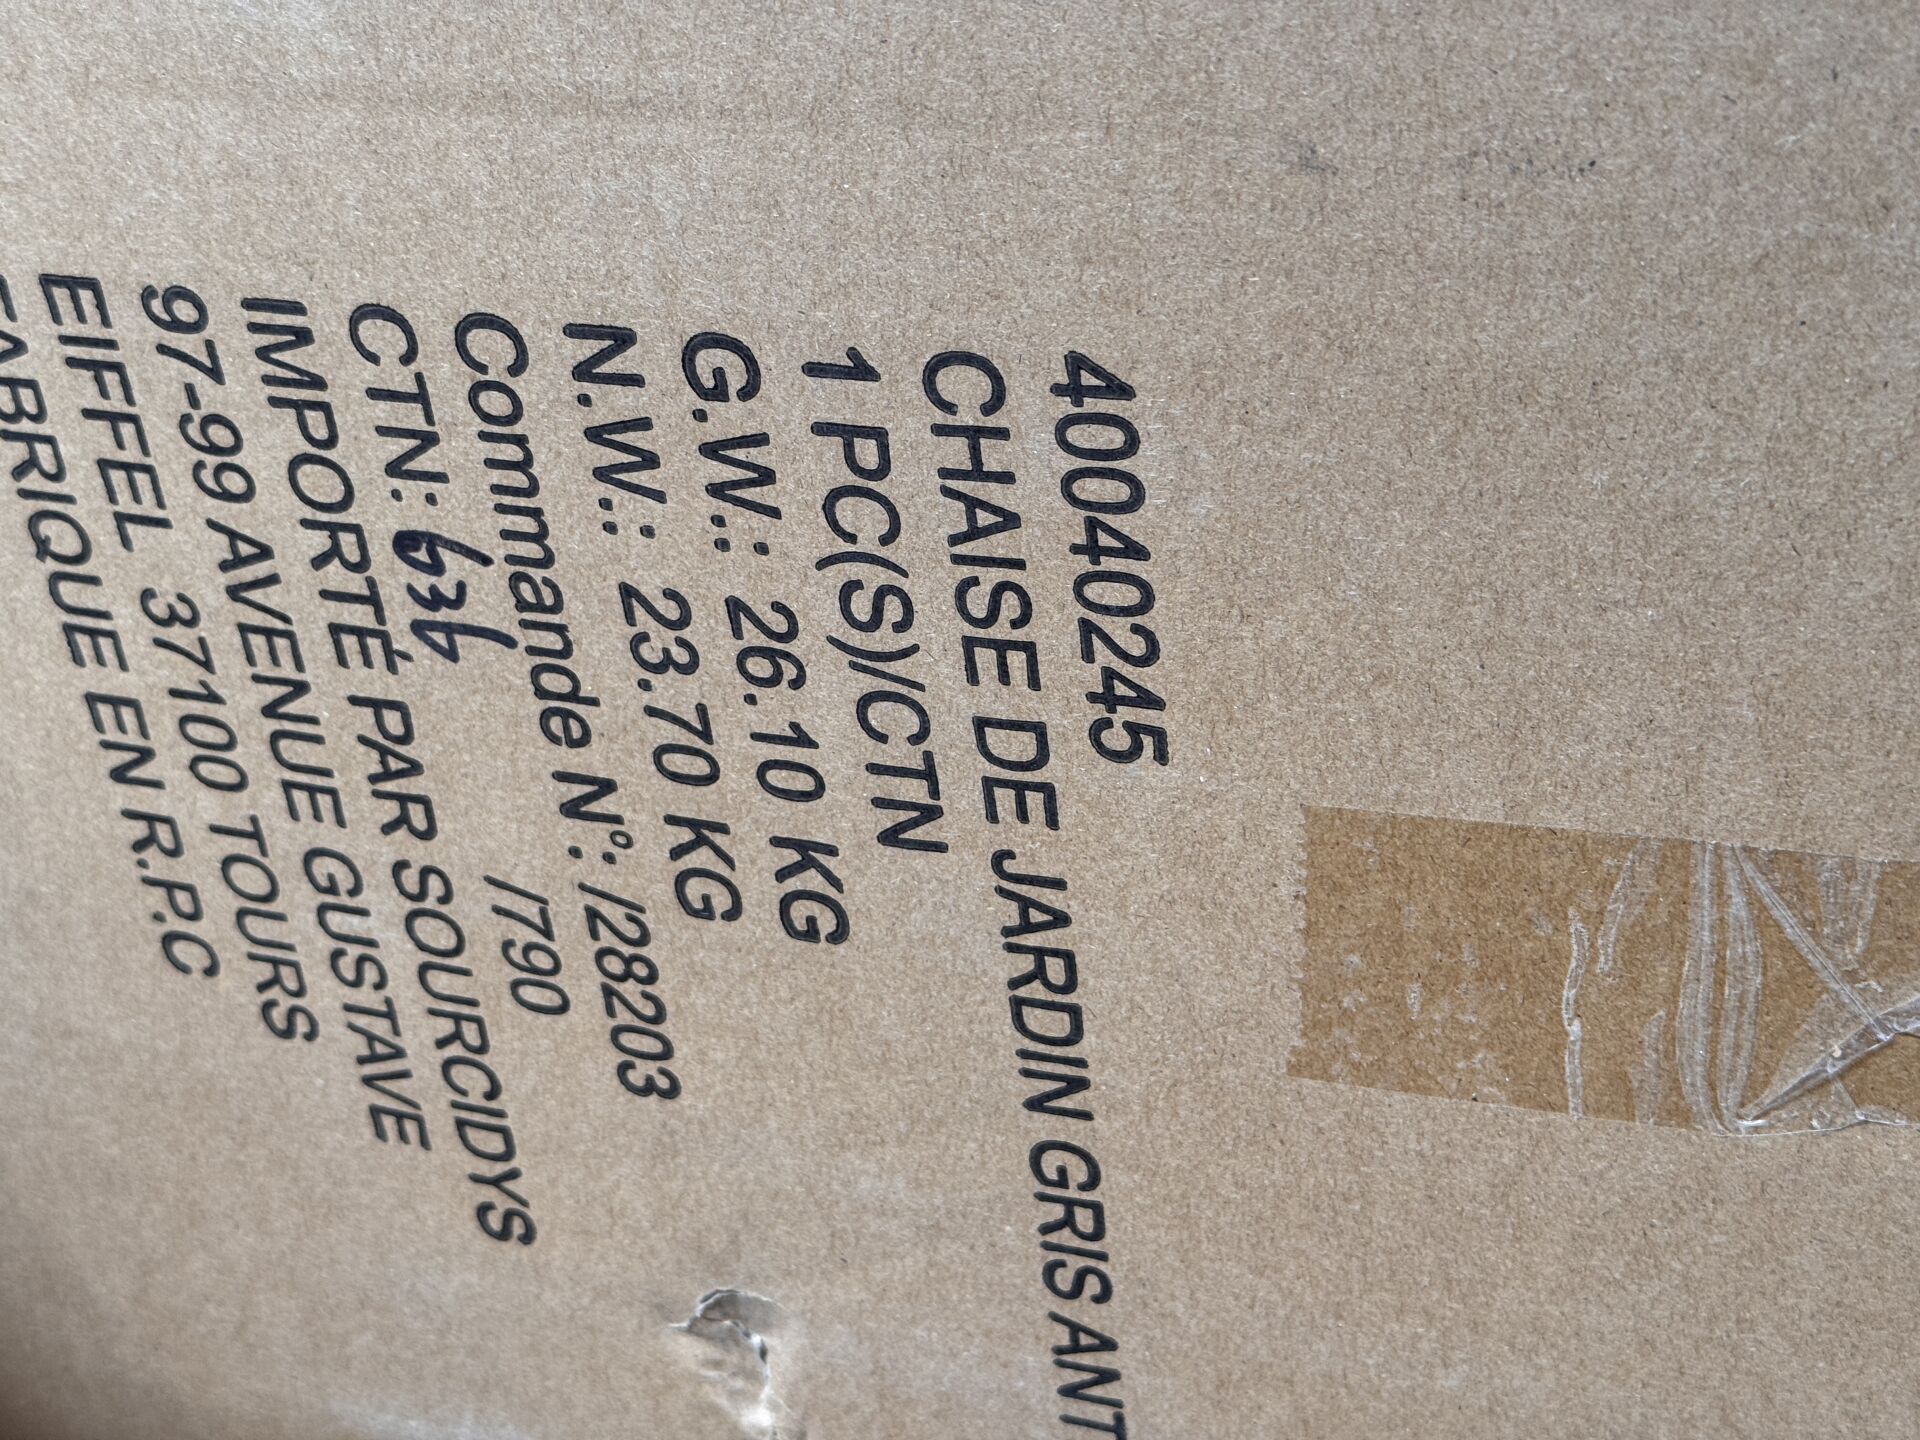 40040245
CHAISE DE JARDIN GRIS ANT
1 PC(S)/CTN
G.W.: 26.10 KG
N.W.: 23.70 KG
Commande N°: /28203
/790
CTN: 636
IMPORTÉ PAR SOURCIDYS
97-99 AVENUE GUSTAVE
EIFFEL 37100 TOURS
FABRIQUE EN R.P.C